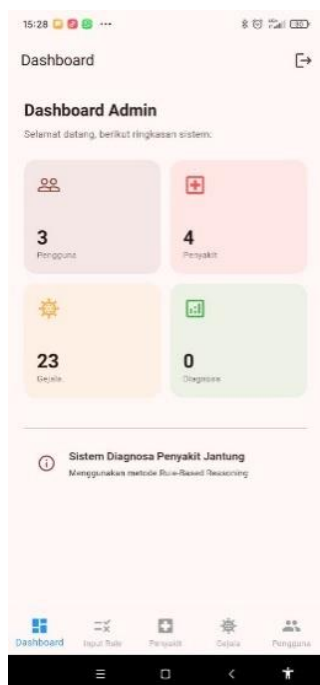 15:28
Dashboard
Dashboard Admin
Selamat datang, berikut ringkasan sistem:
3
Pengguna
4
Penyakit
23
Gejala
0
Diagnosa
Sistem Diagnosa Penyakit Jantung
Menggunakan metode Rule-Based Reasoning
Dashboard
Input Rule
Penyakit
Gejala
Pengguna